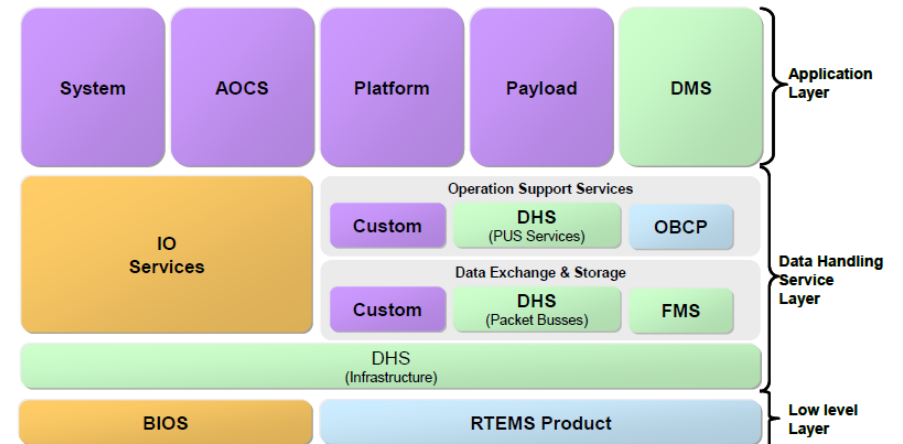 System
AOCS
Platform
Payload
DMS
Application
Layer
IO
Services
Operation Support Services
Custom
DHS
(PUS Services)
OBCP
Data Exchange & Storage
Custom
DHS
(Packet Busses)
FMS
Data Handling
Service
Layer
DHS
(Infrastructure)
BIOS
RTEMS Product
Low level
Layer